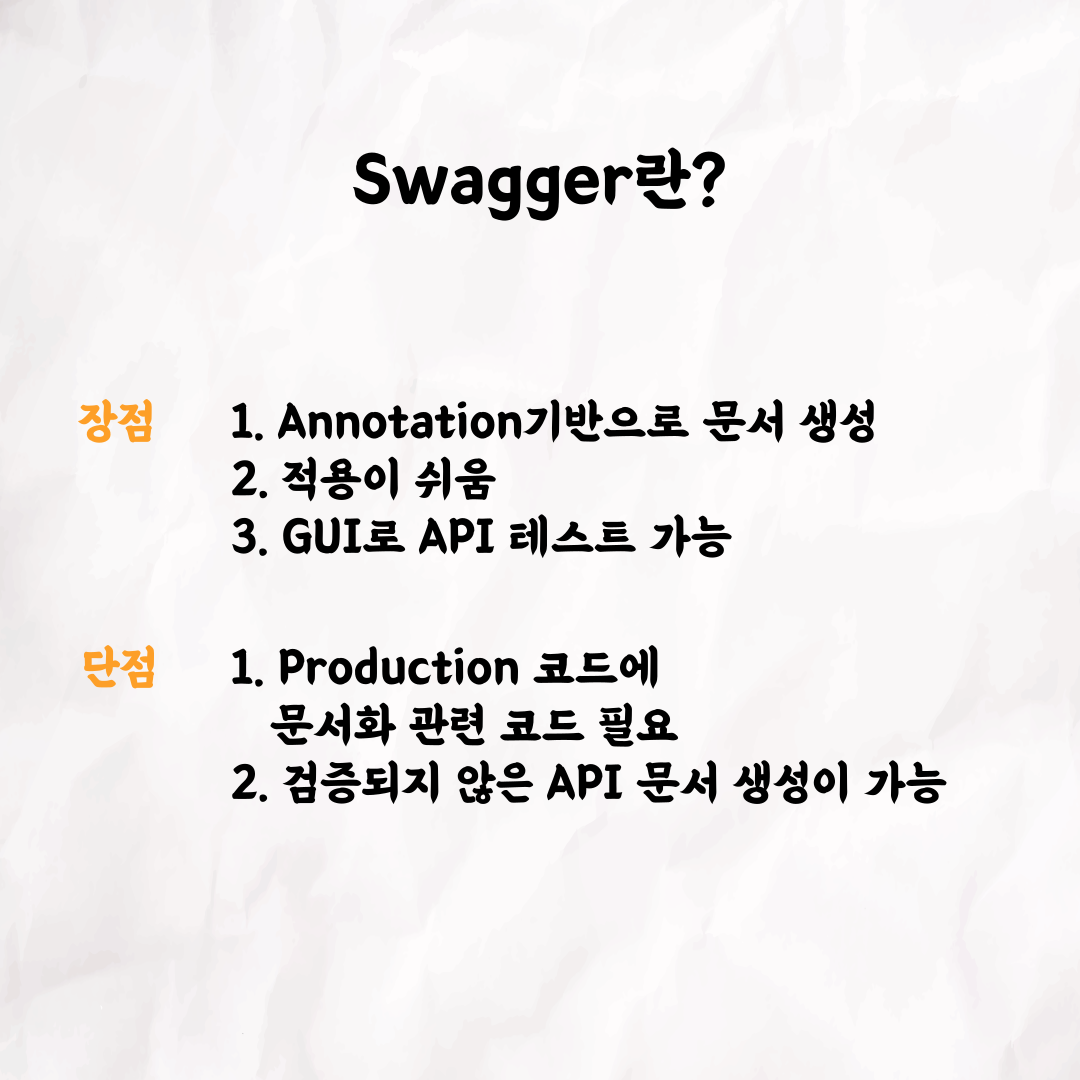 Swagger란?
장점 1. Annotation기반으로 문서 생성
2. 적용이 쉬움
3. GUI로 API 테스트 가능
단점 1. Production 코드에
문서화 관련 코드 필요
2. 검증되지 않은 API 문서 생성이 가능